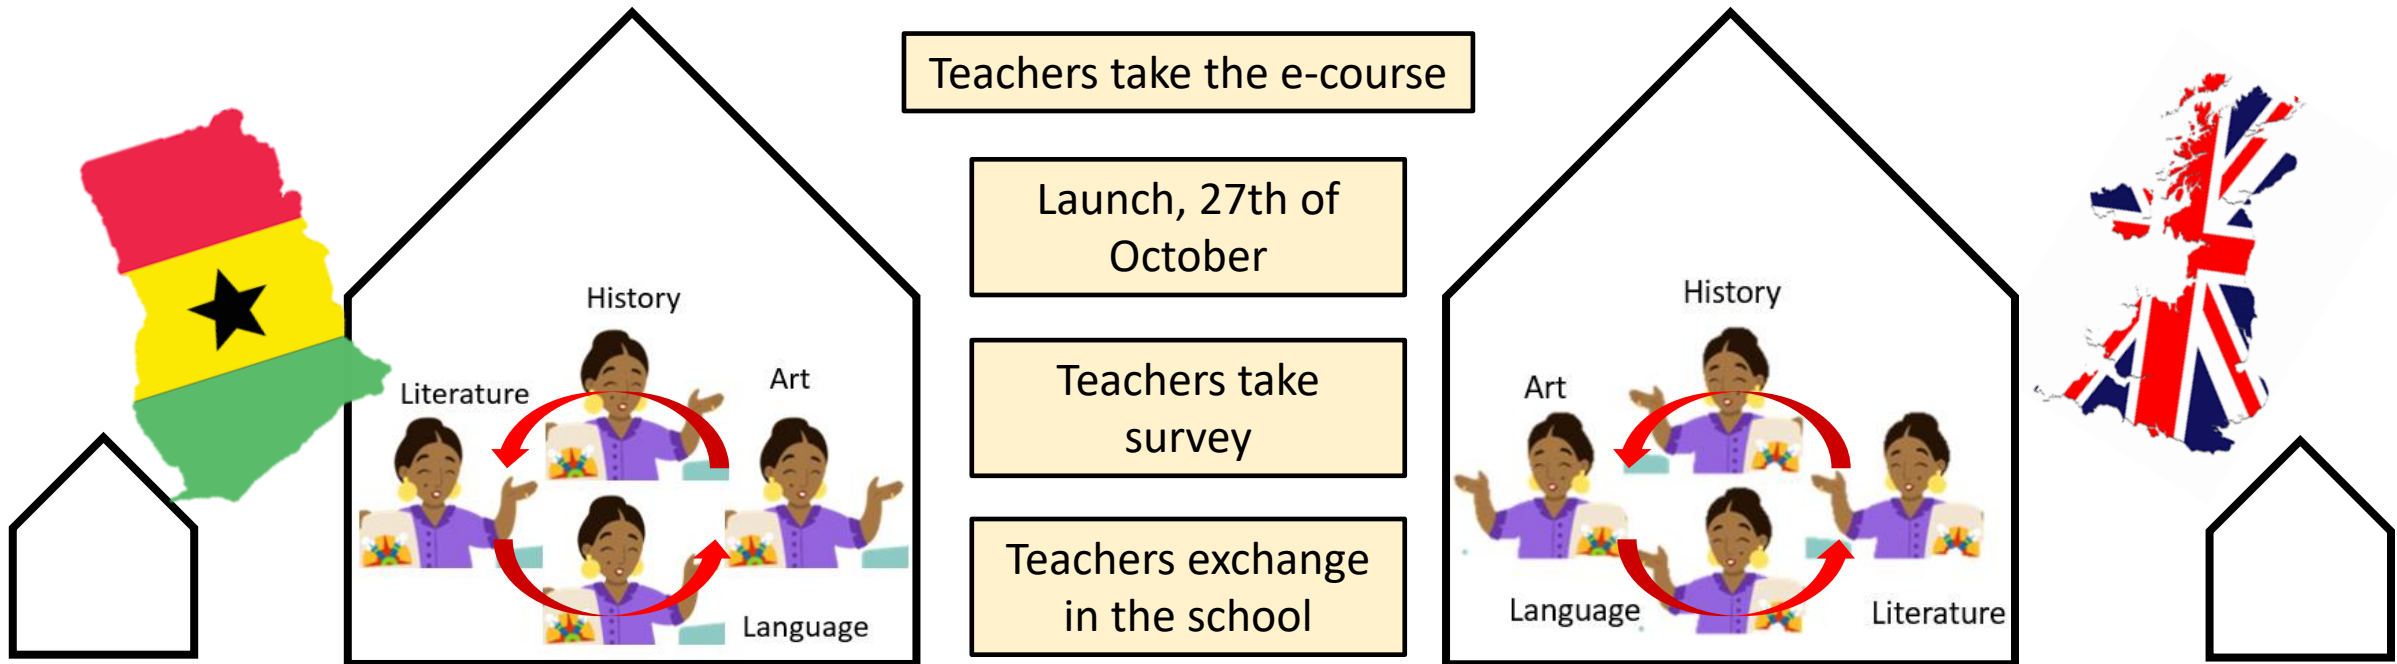 Teachers take the e-course
Launch, 27th of
October
Teachers take
survey
Teachers exchange
in the school
History
Literature
Art
Language
History
Art
Language
Literature